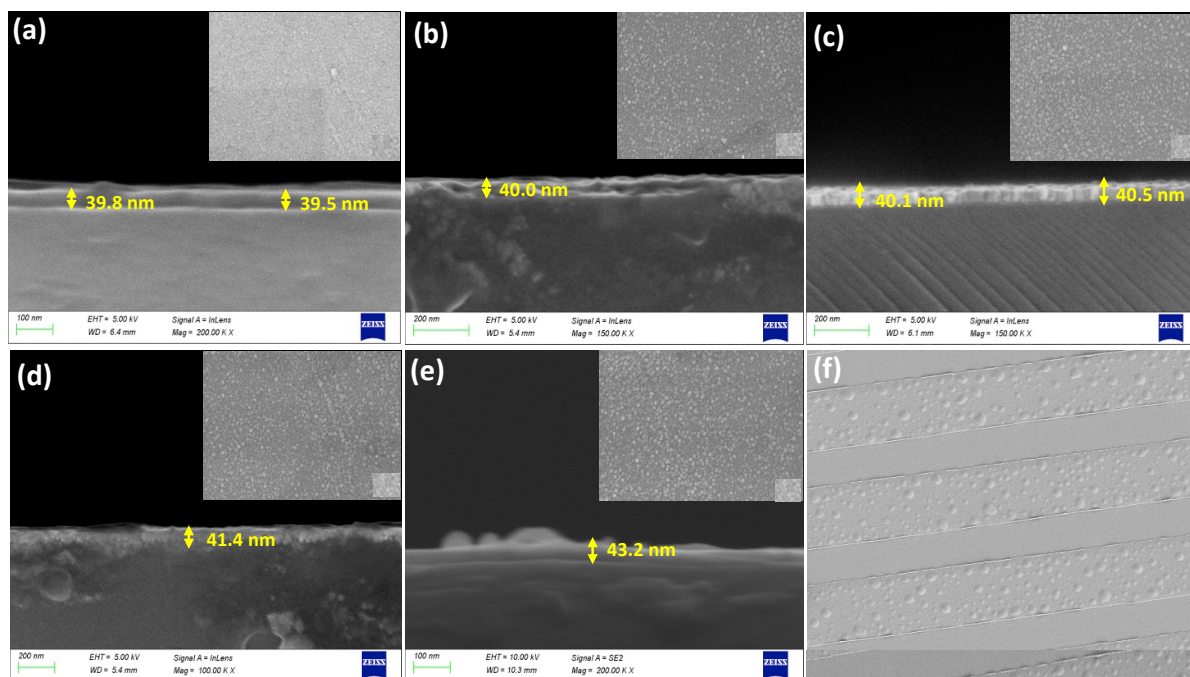 (a)
39.8 nm
39.5 nm
100 nm
EHT = 5.00 kV
Signal A = InLens
WD = 6.4 mm
Mag = 200.00 K X
ZEISS
(b)
40.0 nm
200 nm
EHT = 5.00 kV
Signal A = InLens
WD = 5.4 mm
Mag = 150.00 K X
ZEISS
(c)
40.1 nm
40.5 nm
200 nm
EHT = 5.00 kV
Signal A = InLens
WD = 6.1 mm
Mag = 150.00 K X
ZEISS
(d)
41.4 nm
200 nm
EHT = 5.00 kV
Signal A = InLens
WD = 5.4 mm
Mag = 100.00 K X
ZEISS
(e)
43.2 nm
100 nm
EHT = 10.00 kV
Signal A = SE2
WD = 10.3 mm
Mag = 200.00 K X
ZEISS
(f)